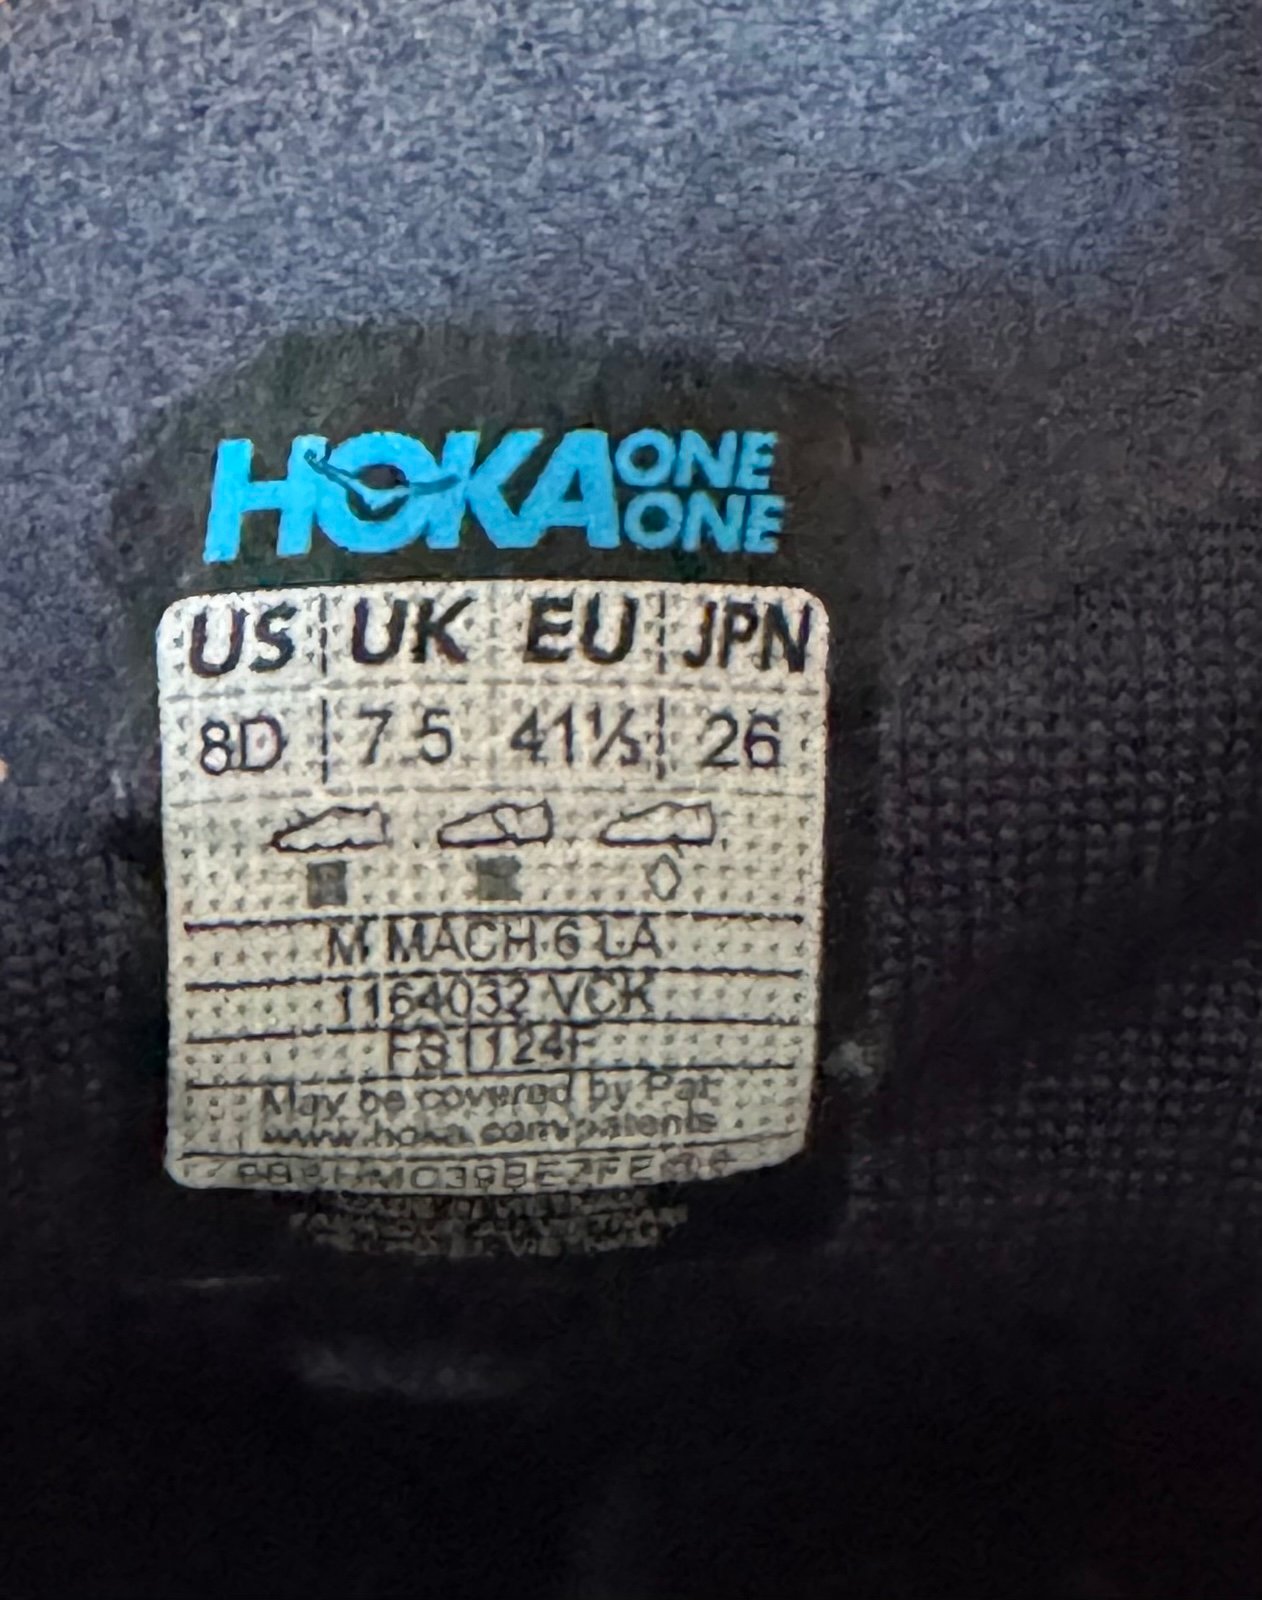 HOKA ONE ONE
US UK EU JPN
8D 7.5 41⅓ 26
M MACH 6 LA
1164032 VCK
FS1124F
May be covered by Pat.
www.hoka.com/patents